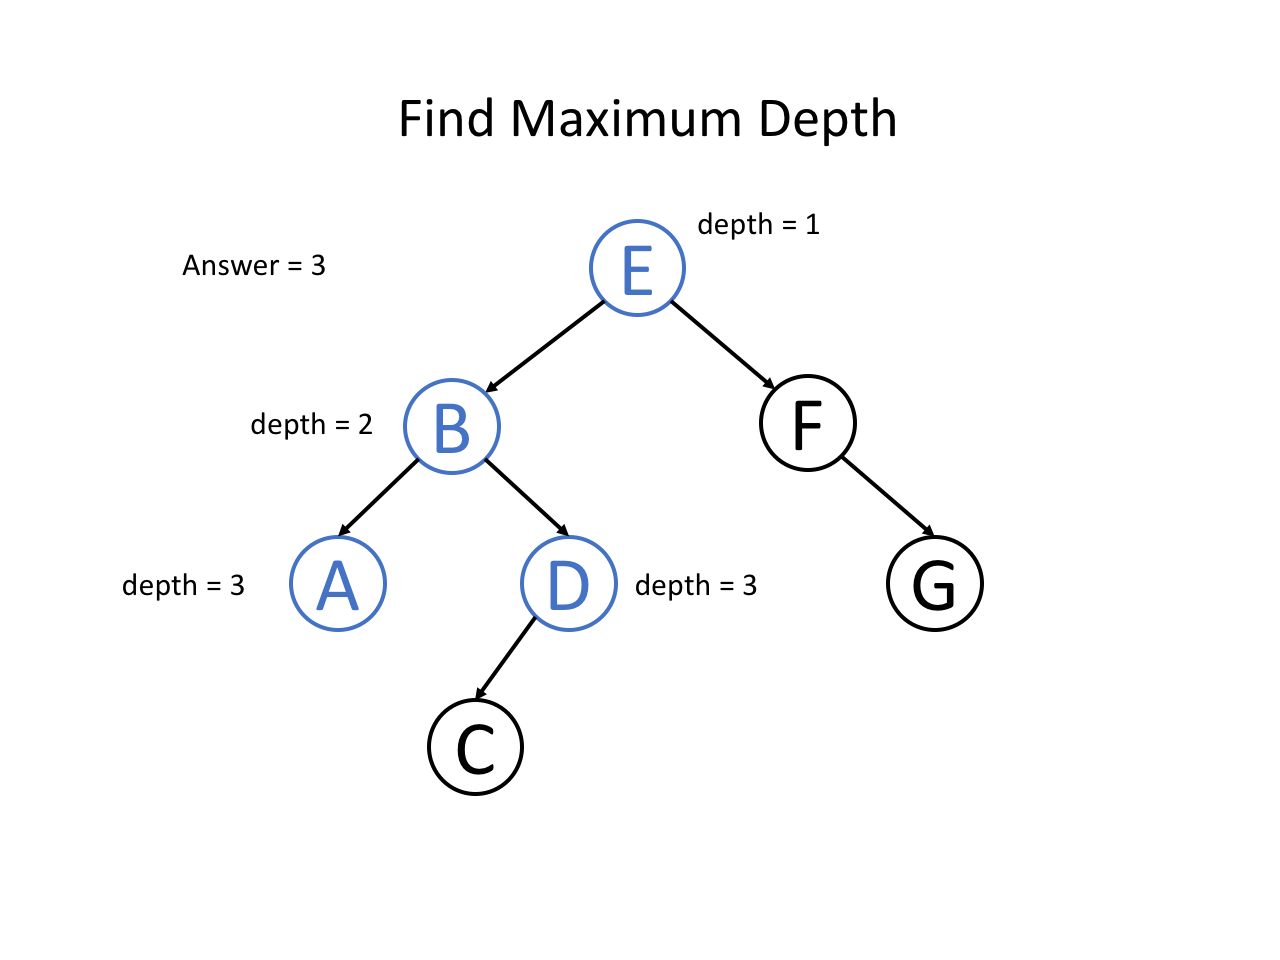 Find Maximum Depth
depth = 1
Answer = 3
E
B
F
depth = 2
A
D
G
depth = 3
depth = 3
C